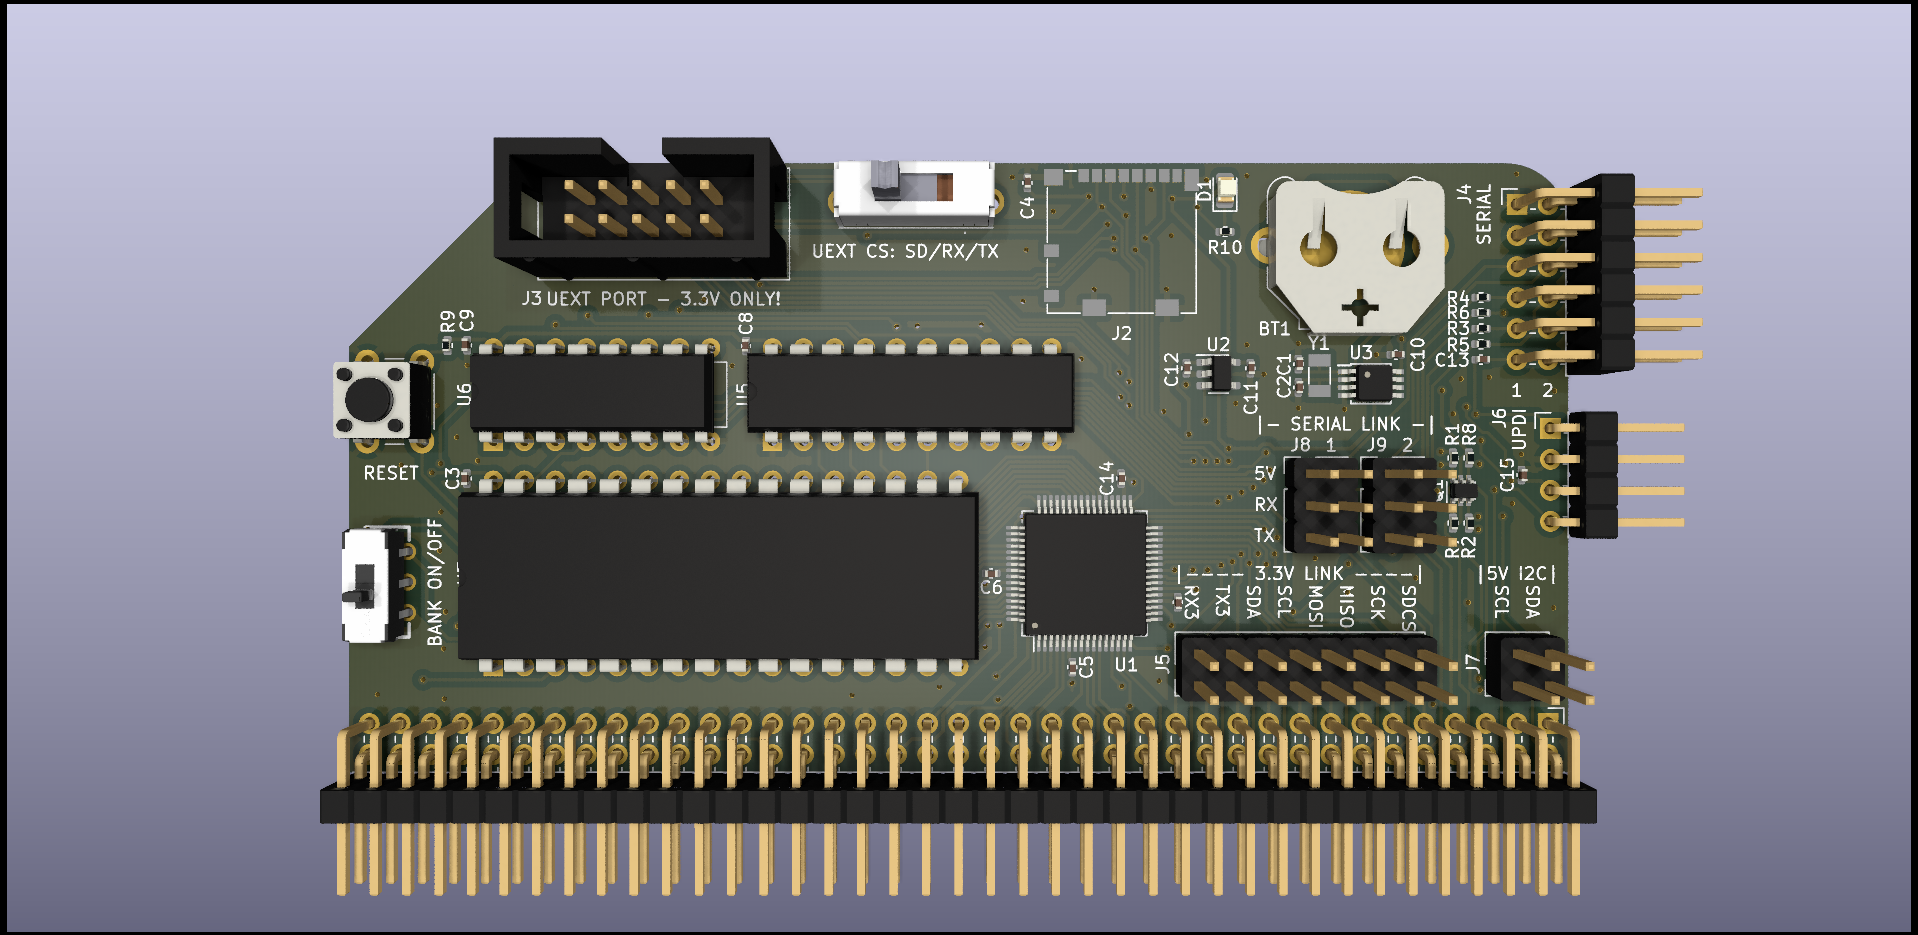 J4
SERIAL
D1
C4
R10
UEXT CS: SD/RX/TX
J3
UEXT PORT – 3.3V ONLY!
J2
BT1
R4
R6
R3
R5
C13
R9
C9
C8
U2
Y1
U3
C10
C12
C11
C1
C2
1 2
U6
U5
|– SERIAL LINK –|
J8 1
J9 2
J6
UPDI
R1
R8
RESET
C3
C14
5V
RX
TX
C15
R2
BANK ON/OFF
C6
|---- 3.3V LINK ----|
|5V I2C|
RX3
TX3
SDA
SCL
MOSI
MISO
SCK
SDCS
SCL
SDA
C5
U1
J5
J7